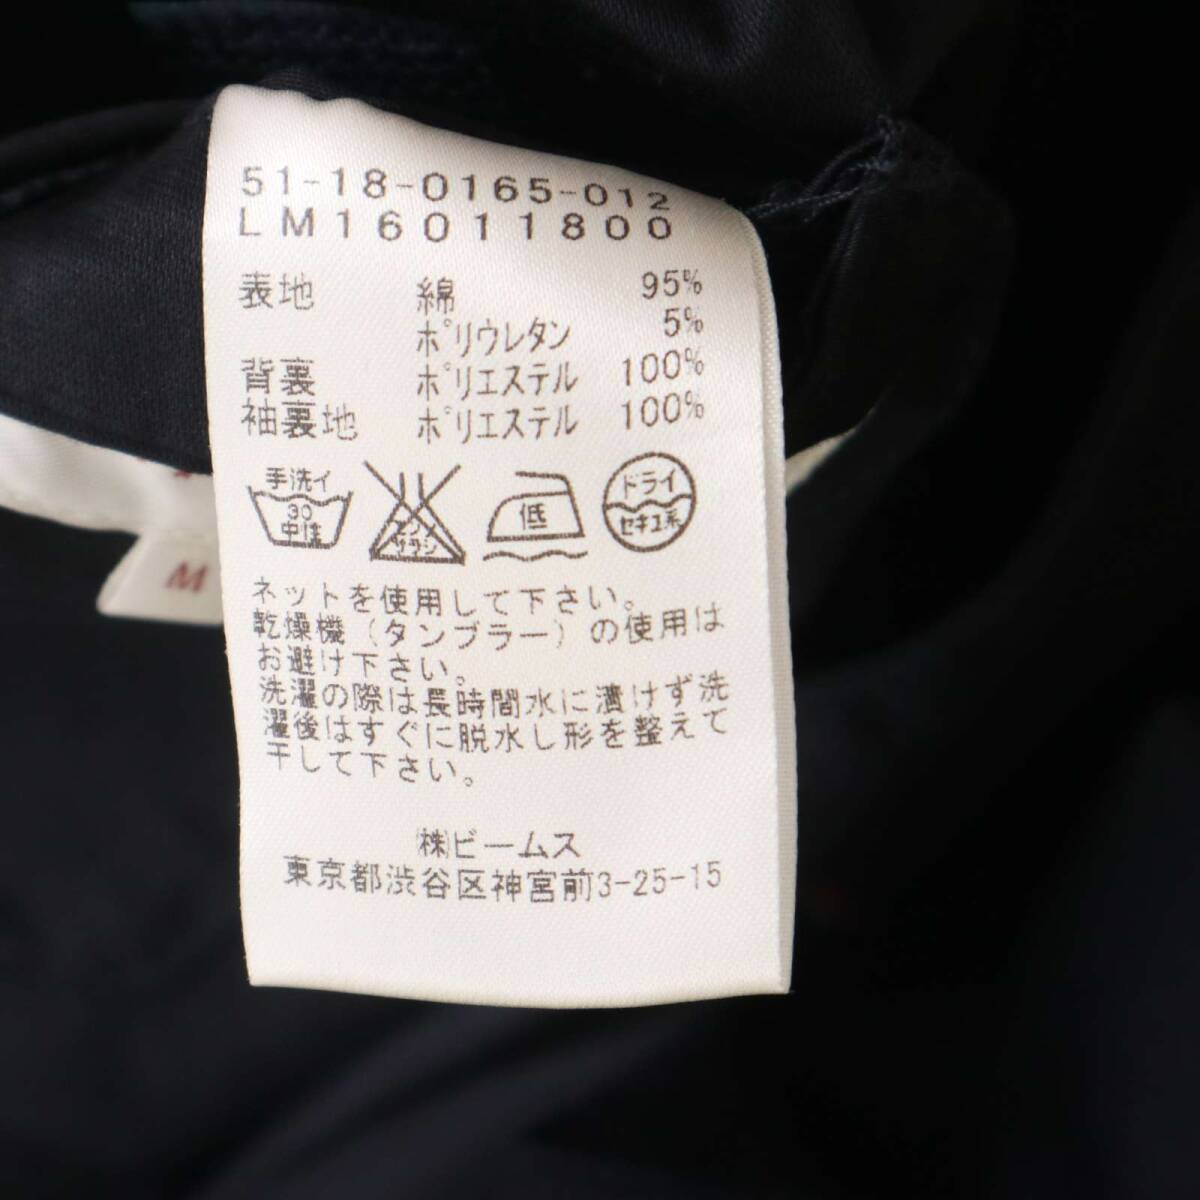 51-18-0165-012
LM16011800
表地 綿 95%
ポリウレタン 5%
背裏 ポリエステル 100%
袖裏地 ポリエステル 100%
手洗イ
30
中性
エンソ
サラシ
低
ドライ
セキユ系
ネットを使用して下さい。
乾燥機(タンブラー)の使用は
お避け下さい。
洗濯の際は長時間水に漬けず洗
濯後はすぐに脱水し形を整えて
干して下さい。
㈱ビームス
東京都渋谷区神宮前3-25-15
M